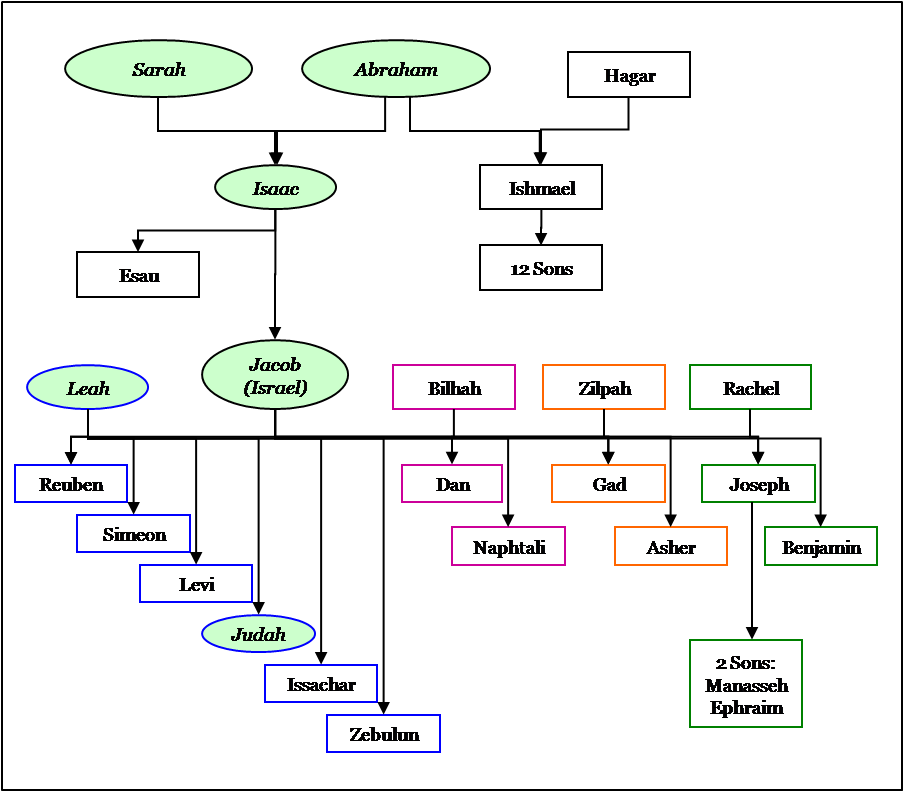 Sarah
Abraham
Hagar
Isaac
Ishmael
Esau
12 Sons
Jacob
(Israel)
Leah
Bilhah
Zilpah
Rachel
Reuben
Dan
Gad
Joseph
Simeon
Naphtali
Asher
Benjamin
Levi
Judah
Issachar
Zebulun
2 Sons:
Manasseh
Ephraim